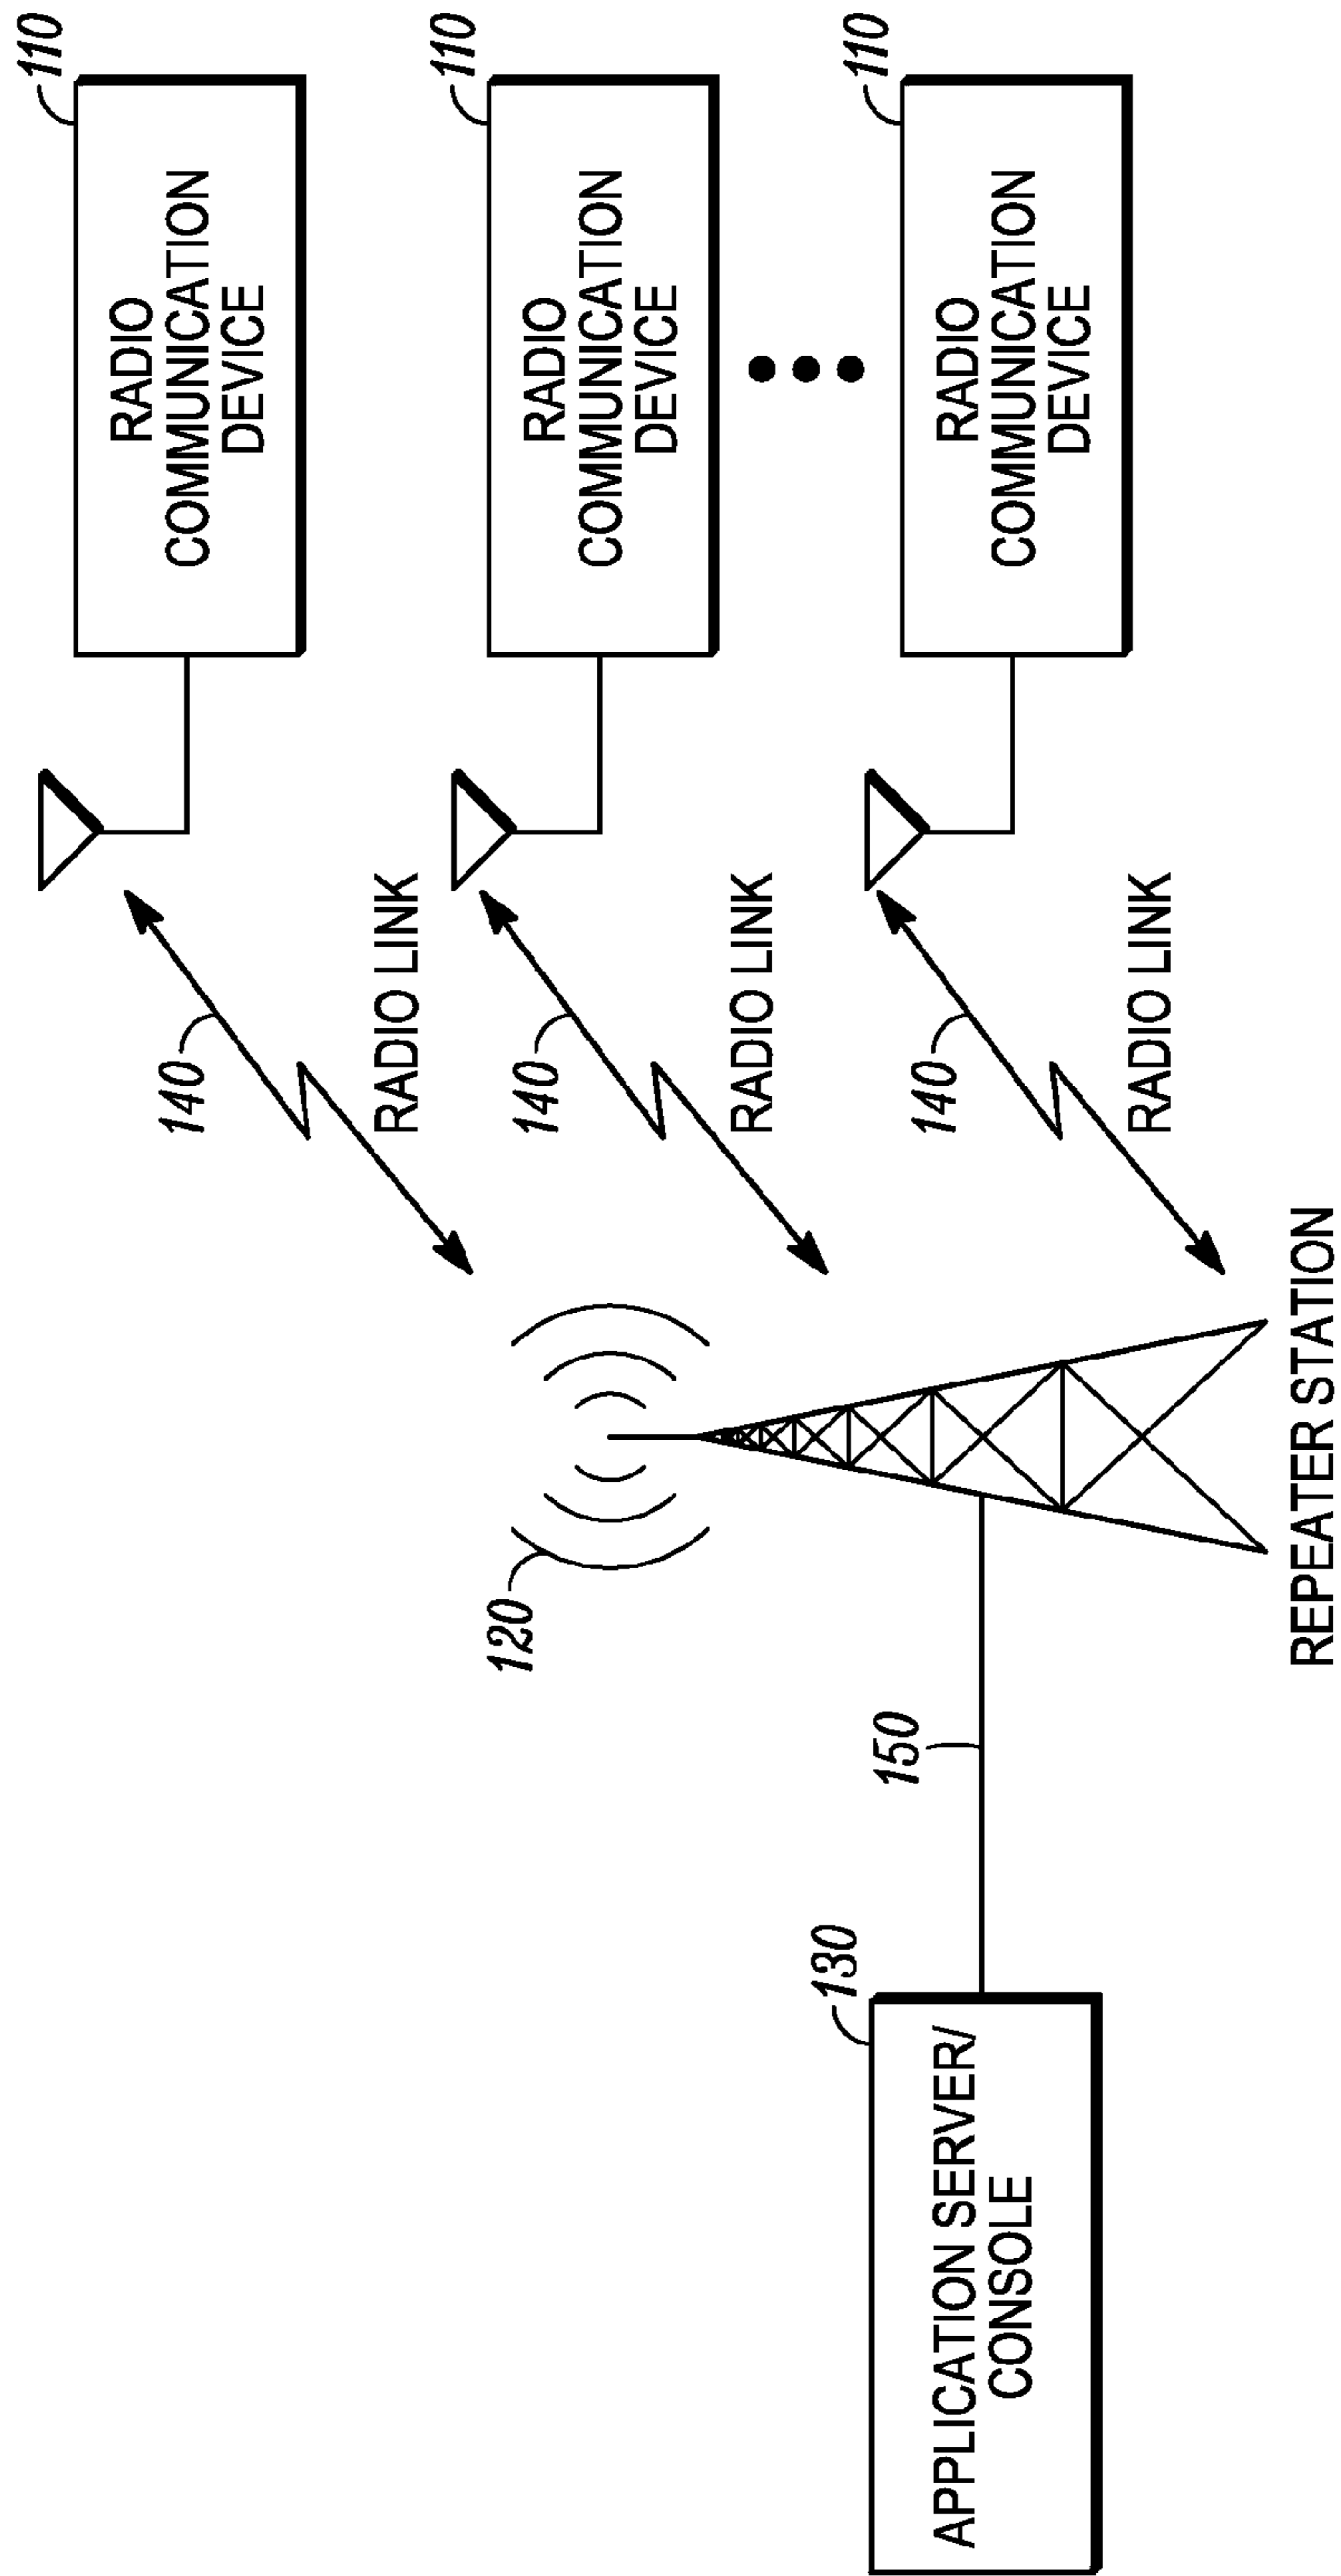 110
RADIO
COMMUNICATION
DEVICE
140
RADIO LINK
110
RADIO
COMMUNICATION
DEVICE
140
RADIO LINK
110
RADIO
COMMUNICATION
DEVICE
140
RADIO LINK
120
REPEATER STATION
150
130
APPLICATION SERVER/
CONSOLE